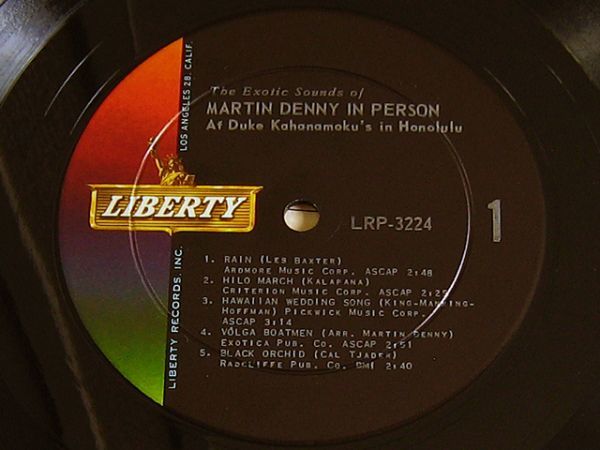 The Exotic Sounds of
MARTIN DENNY IN PERSON
At Duke Kahanamoku's in Honolulu
LOS ANGELES 28, CALIF.
LIBERTY
LIBERTY RECORDS, INC.
LRP-3224
1
1. RAIN (LES BAXTER)
ARDMORE MUSIC CORP. ASCAP 2:48
2. HILO MARCH (KALAPANA)
CRITERION MUSIC CORP. ASCAP
3. HAWAIIAN WEDDING SONG (KING-MANNING-
HOFFMAN) PICKWICK MUSIC CORP.
ASCAP 3:14
4. VOLGA BOATMEN (ARR. MARTIN DENNY)
EXOTICA PUB. CO. ASCAP 2:51
5. BLACK ORCHID (CAL TJADER)
RADCLIFFE PUB. CO. BMI 2:40